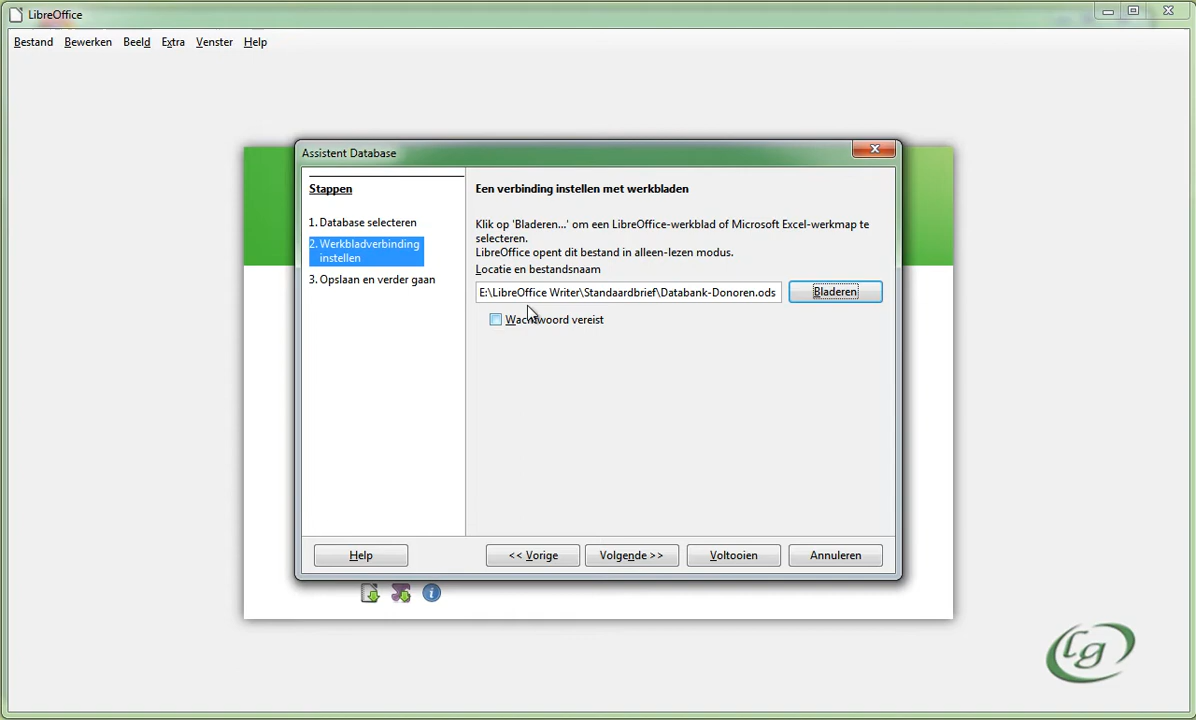 LibreOffice
Bestand Bewerken Beeld Extra Venster Help
Assistent Database
Stappen
1. Database selecteren
2. Werkbladverbinding
instellen
3. Opslaan en verder gaan
Een verbinding instellen met werkbladen
Klik op 'Bladeren...' om een LibreOffice-werkblad of Microsoft Excel-werkmap te
selecteren.
LibreOffice opent dit bestand in alleen-lezen modus.
Locatie en bestandsnaam
E:\LibreOffice Writer\Standaardbrief\Databank-Donoren.ods
Bladeren
Wachtwoord vereist
Help
<< Vorige
Volgende >>
Voltooien
Annuleren
Lg